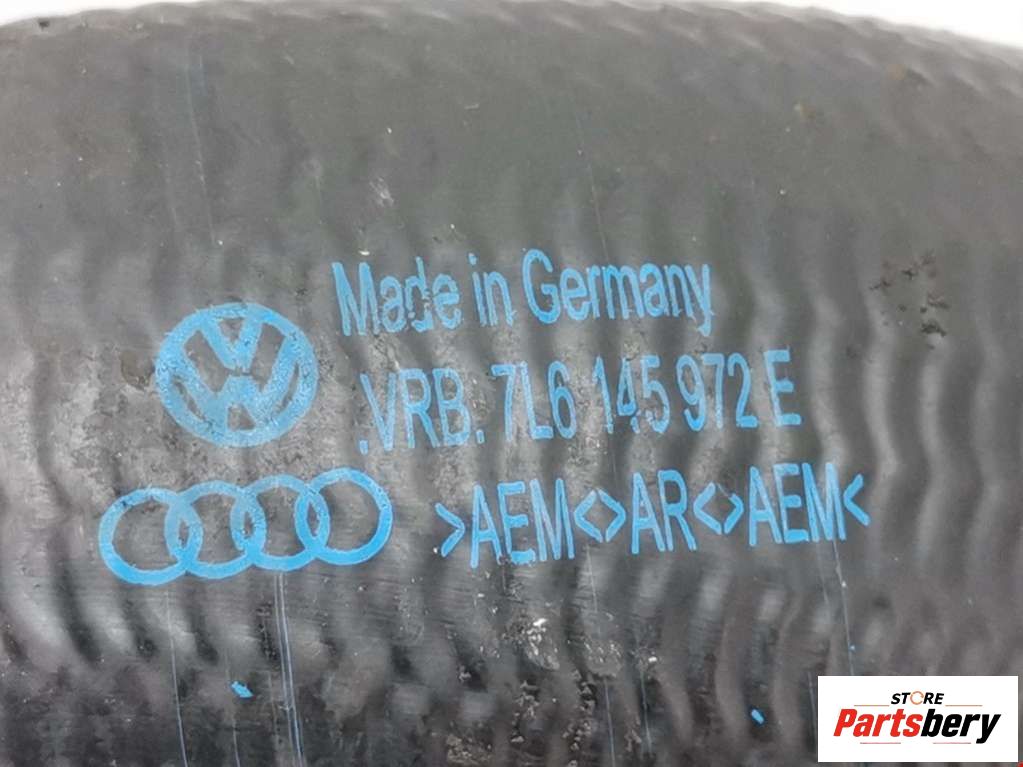 Made in Germany
.VRB. 7L6 145 972 E
>AEM<>AR<>AEM<
STORE
Partsbery